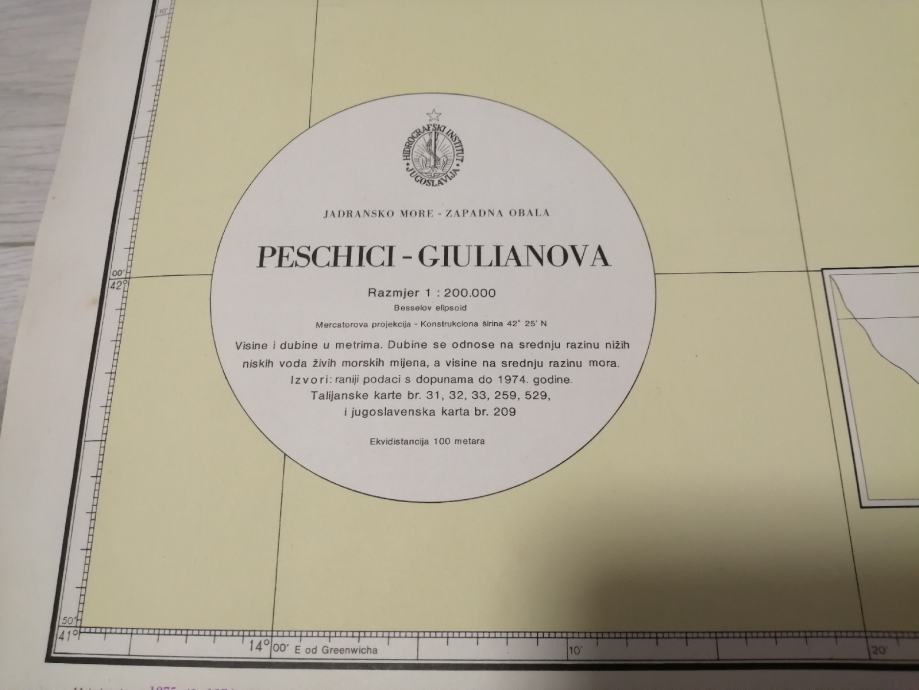 HIDROGRAFSKI INSTITUT
• JUGOSLAVIJA •
JADRANSKO MORE - ZAPADNA OBALA
PESCHICI - GIULIANOVA
Razmjer 1 : 200.000
Besselov elipsoid
Mercatorova projekcija - Konstrukciona širina 42° 25' N
Visine i dubine u metrima. Dubine se odnose na srednju razinu nižih
niskih voda živih morskih mijena, a visine na srednju razinu mora.
Izvori: raniji podaci s dopunama do 1974. godine.
Talijanske karte br. 31, 32, 33, 259, 529,
i jugoslavenska karta br. 209
Ekvidistancija 100 metara
10'
00'
42°
50'
41°
14° 00' E od Greenwicha
10'
20'